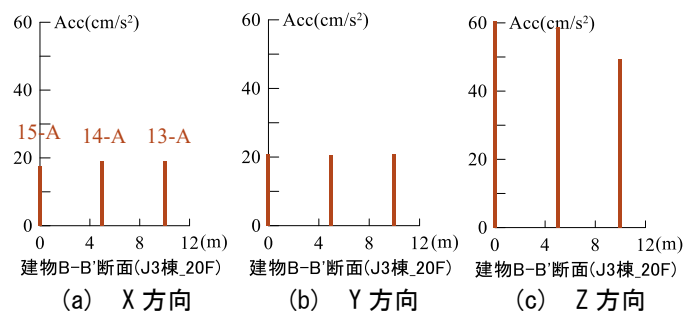 Acc(cm/s²)
60
40
20
0
15-A 14-A 13-A
0 4 8 12(m)
建物B-B'断面(J3棟_20F)
(a) X 方向
Acc(cm/s²)
60
40
20
0
0 4 8 12(m)
建物B-B'断面(J3棟_20F)
(b) Y 方向
Acc(cm/s²)
60
40
20
0
0 4 8 12(m)
建物B-B'断面(J3棟_20F)
(c) Z 方向